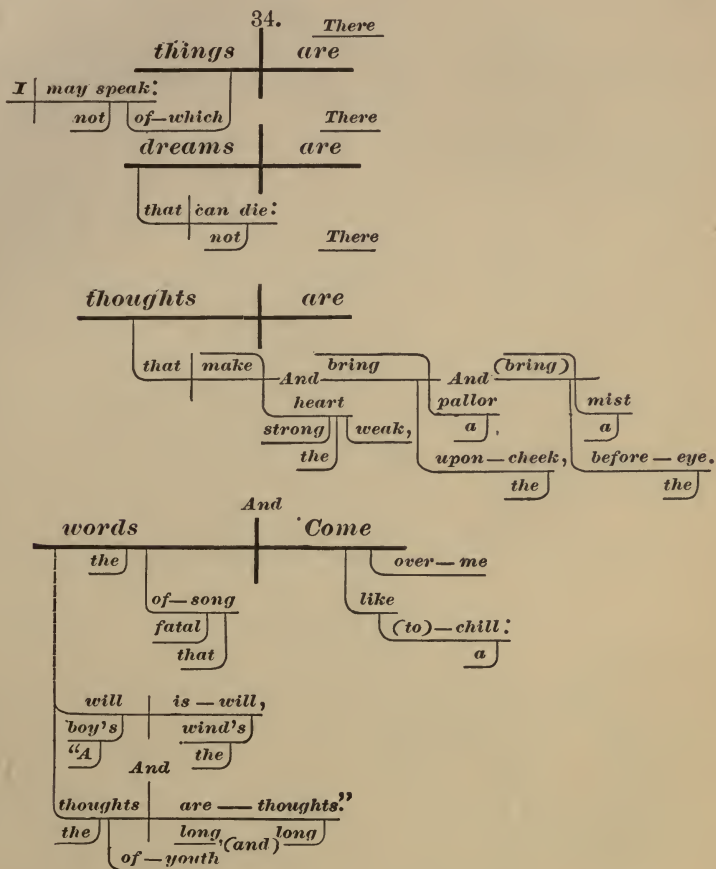 34.
There
things are
I may speak:
not of—which
There
dreams are
that can die:
not There
thoughts are
that make bring (bring)
And And
heart pallor mist
strong weak, a a
the upon—cheek, before—eye.
the the
And
words Come
the over—me
of—song like
fatal (to)—chill:
that a
will is—will,
boy's wind's
“A the
And
thoughts are—thoughts.”
the long, (and) long
of—youth